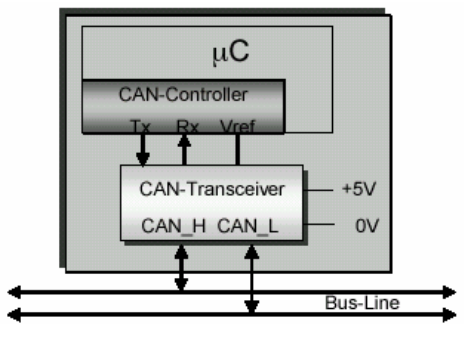 µC
CAN-Controller
Tx Rx Vref
CAN-Transceiver +5V
CAN_H CAN_L 0V
Bus-Line